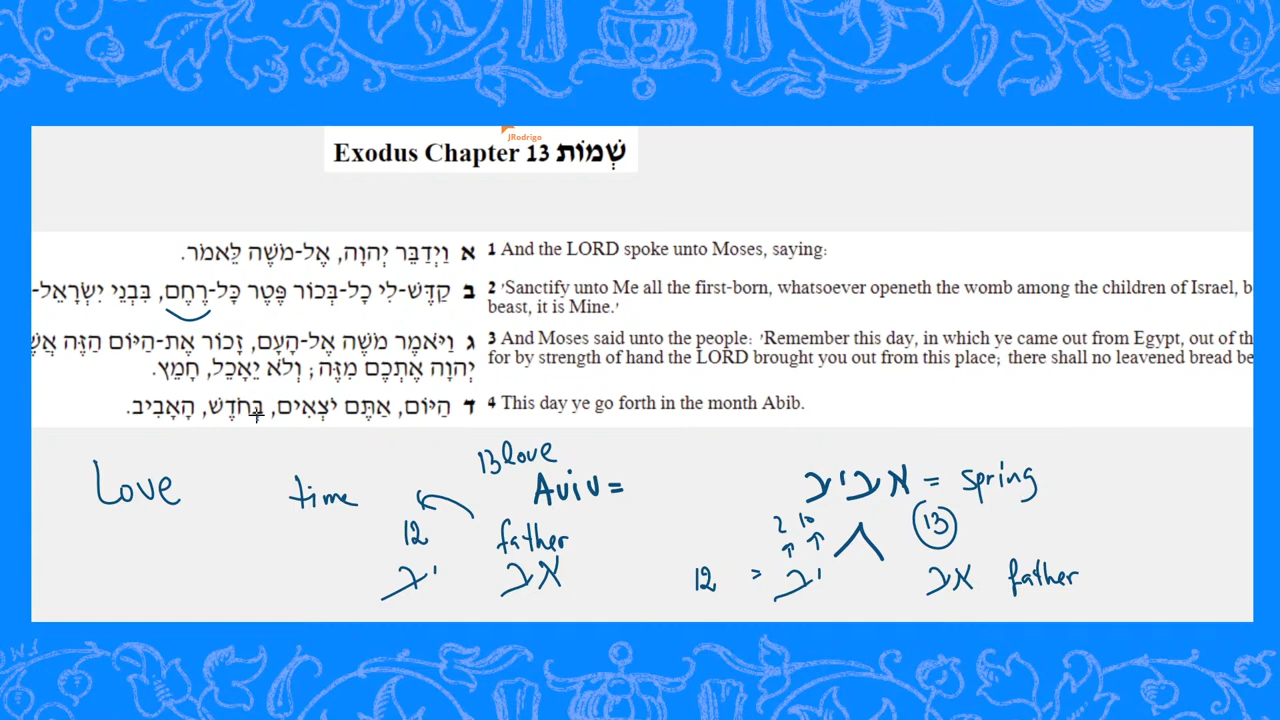 JRodrigo
Exodus Chapter 13 שְׁמוֹת
א וַיְדַבֵּר יְהוָה, אֶל-מֹשֶׁה לֵּאמֹר.
1 And the LORD spoke unto Moses, saying:
ב קַדֶּשׁ-לִי כָל-בְּכוֹר פֶּטֶר כָּל-רֶחֶם, בִּבְנֵי יִשְׂרָאֵל-
2 'Sanctify unto Me all the first-born, whatsoever openeth the womb among the children of Israel, b
beast, it is Mine.'
ג וַיֹּאמֶר מֹשֶׁה אֶל-הָעָם, זָכוֹר אֶת-הַיּוֹם הַזֶּה אֲשֶׁ
יְהוָה אֶתְכֶם מִזֶּה; וְלֹא יֵאָכֵל, חָמֵץ.
3 And Moses said unto the people: 'Remember this day, in which ye came out from Egypt, out of th
for by strength of hand the LORD brought you out from this place; there shall no leavened bread be
ד הַיּוֹם, אַתֶּם יֹצְאִים, בְּחֹדֶשׁ, הָאָבִיב.
4 This day ye go forth in the month Abib.
Love time 13 love
Aviv =
אביב = spring
12 father
2 10 13
יב אב
12 = יב אב father